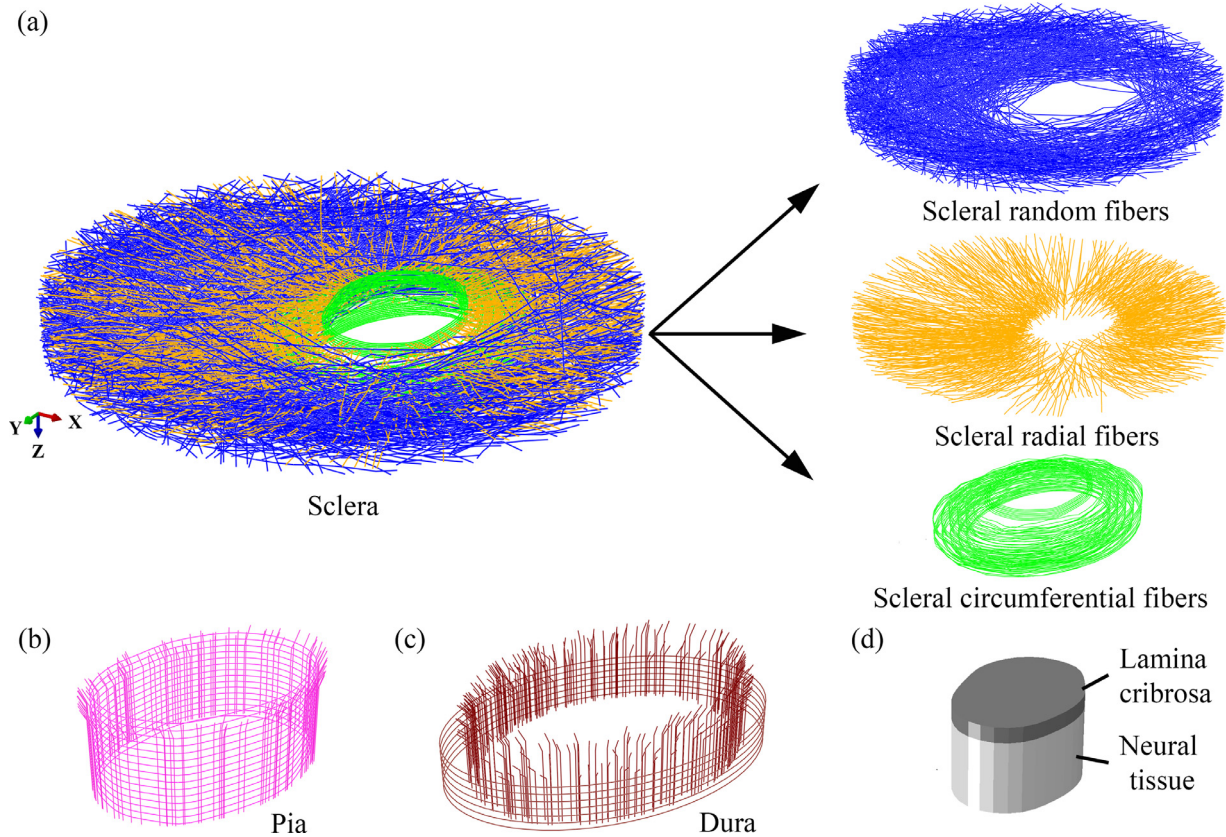 (a)
Scleral random fibers
Scleral radial fibers
Y
X
Z
Sclera
Scleral circumferential fibers
(b)
Pia
(c)
Dura
(d)
Lamina
cribrosa
Neural
tissue